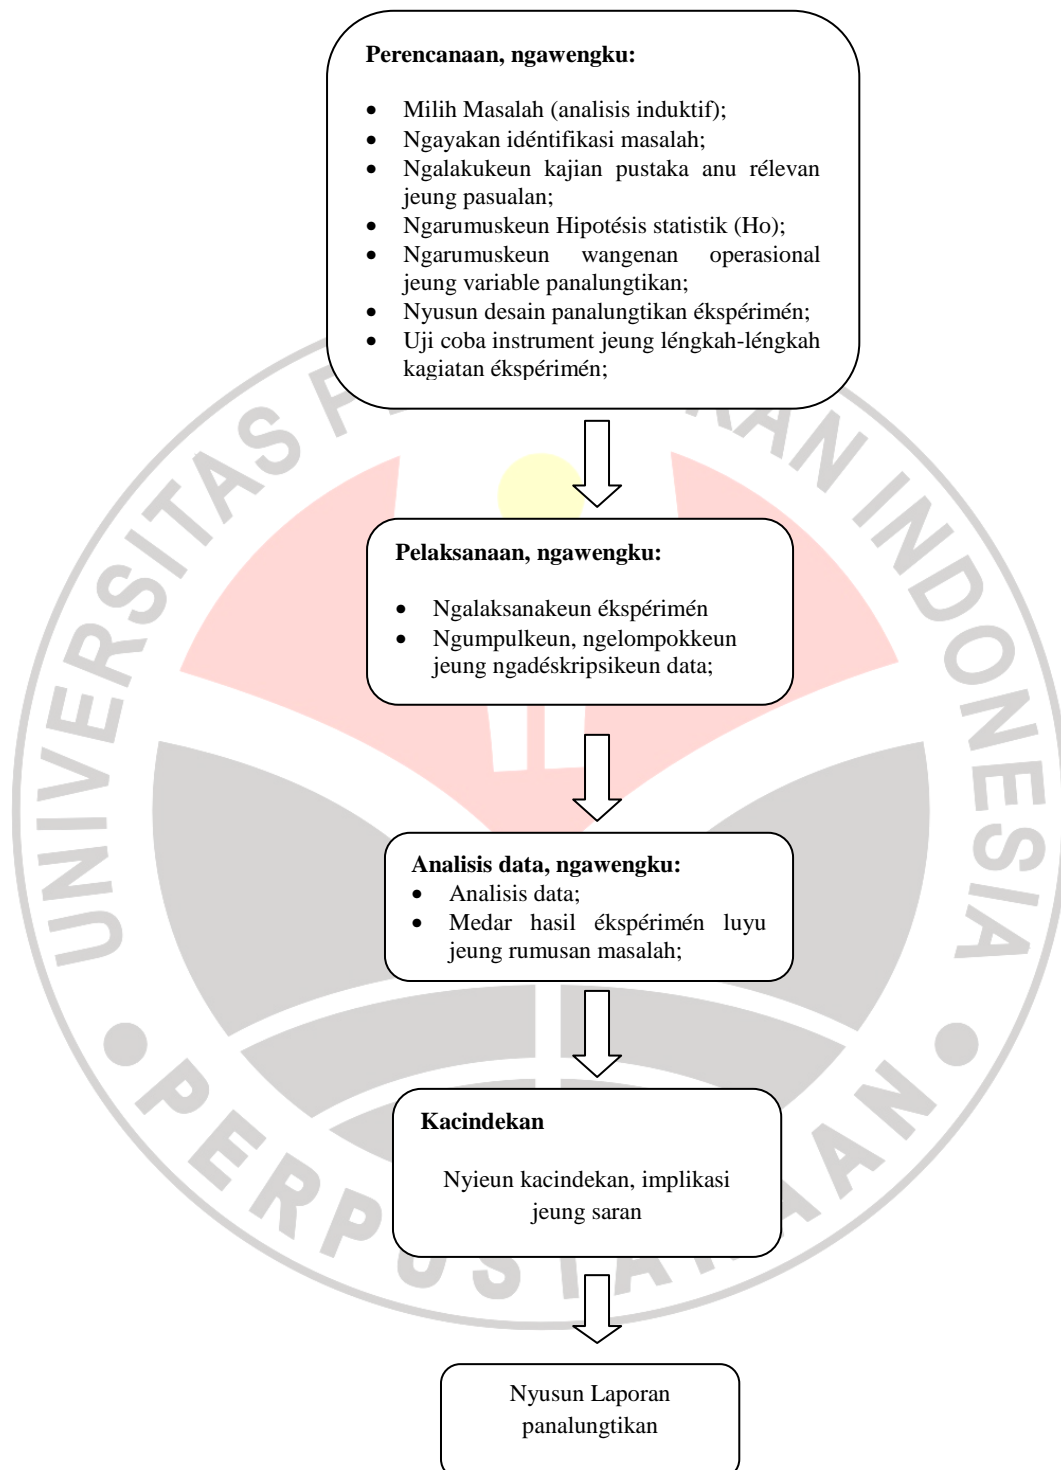 Perencanaan, ngawengku:
• Milih Masalah (analisis induktif);
• Ngayakan idéntifikasi masalah;
• Ngalakukeun kajian pustaka anu rélevan
jeung pasualan;
• Ngarumuskeun Hipotésis statistik (Ho);
• Ngarumuskeun wangenan operasional
jeung variable panalungtikan;
• Nyusun desain panalungtikan ékspérimén;
• Uji coba instrument jeung léngkah-léngkah
kagiatan ékspérimén;
Pelaksanaan, ngawengku:
• Ngalaksanakeun ékspérimén
• Ngumpulkeun, ngelompokkeun
jeung ngadéskripsikeun data;
Analisis data, ngawengku:
• Analisis data;
• Medar hasil ékspérimén luyu
jeung rumusan masalah;
Kacindekan
Nyieun kacindekan, implikasi
jeung saran
Nyusun Laporan
panalungtikan
UNIVERSITAS INDONESIA